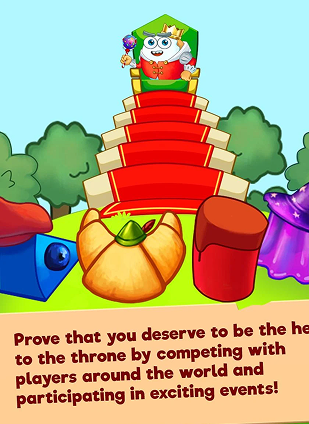 Prove that you deserve to be the he
to the throne by competing with
players around the world and
participating in exciting events!